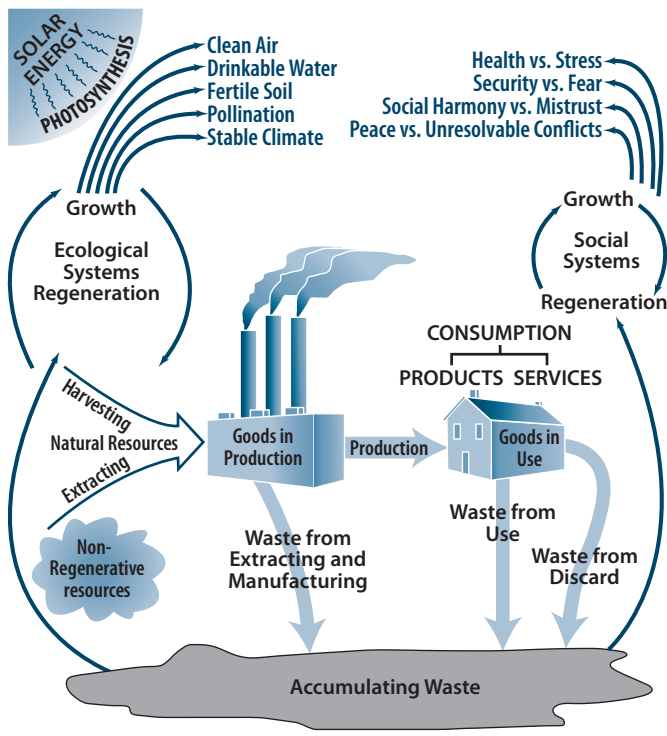 SOLAR
ENERGY
PHOTOSYNTHESIS
Clean Air
Drinkable Water
Fertile Soil
Pollination
Stable Climate
Health vs. Stress
Security vs. Fear
Social Harmony vs. Mistrust
Peace vs. Unresolvable Conflicts
Growth
Ecological
Systems
Regeneration
Growth
Social
Systems
Regeneration
CONSUMPTION
PRODUCTS SERVICES
Harvesting
Natural Resources
Extracting
Goods in
Production
Production
Goods in
Use
Non-
Regenerative
resources
Waste from
Extracting and
Manufacturing
Waste from
Use
Waste from
Discard
Accumulating Waste